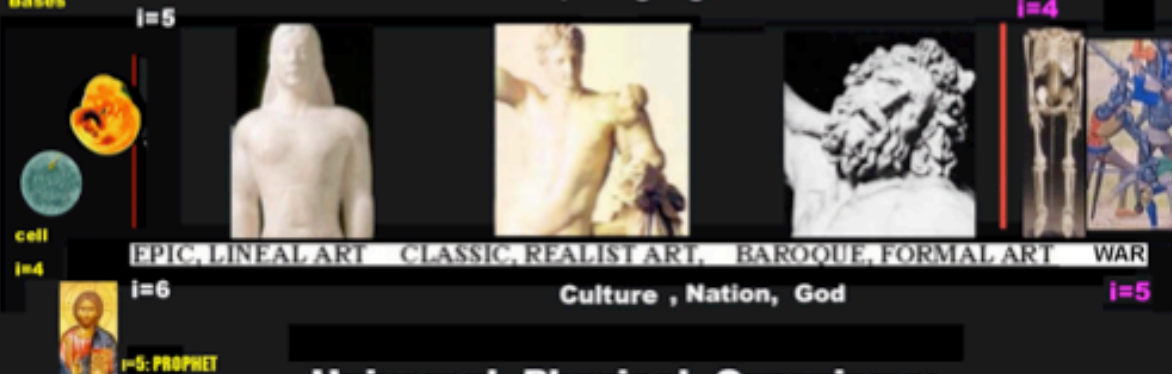 Bases
i=5
i=4
cell
i=4
EPIC, LINEAL ART CLASSIC, REALIST ART, BAROQUE, FORMAL ART WAR
i=6
Culture , Nation, God
i=5
i=5: PROPHET